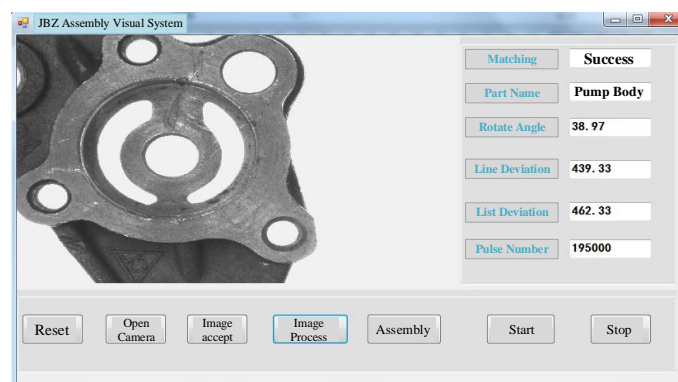 JBZ Assembly Visual System
Matching Success
Part Name Pump Body
Rotate Angle 38.97
Line Deviation 439.33
List Deviation 462.33
Pulse Number 195000
Reset
Open
Camera
Image
accept
Image
Process
Assembly
Start
Stop